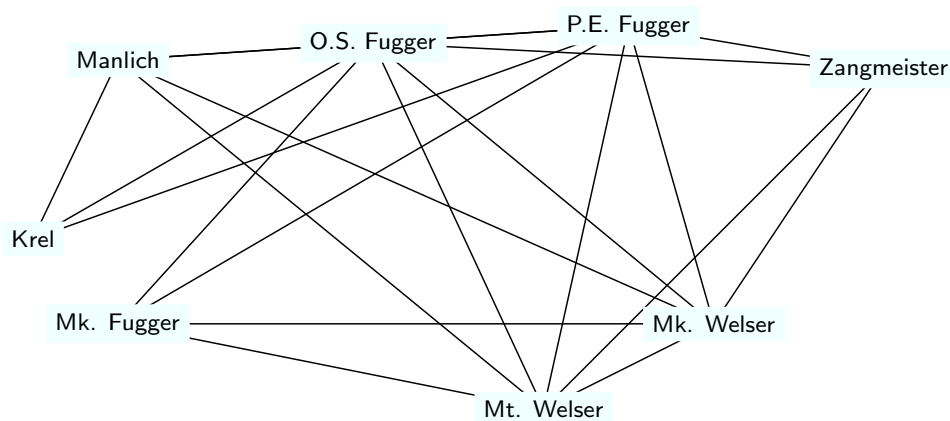 P.E. Fugger
O.S. Fugger
Manlich
Zangmeister
Krel
Mk. Fugger
Mk. Welser
Mt. Welser